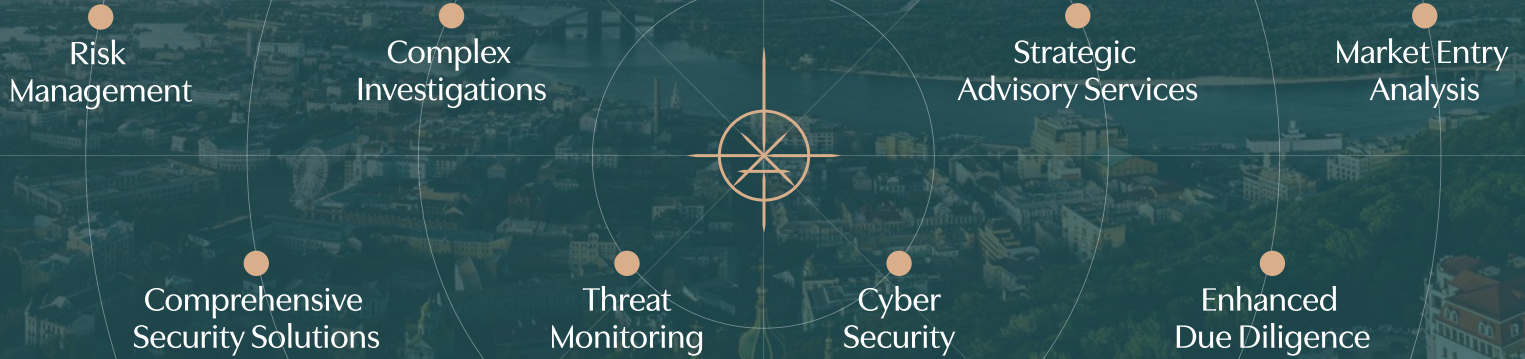 Risk
Management
Complex
Investigations
Strategic
Advisory Services
Market Entry
Analysis
Comprehensive
Security Solutions
Threat
Monitoring
Cyber
Security
Enhanced
Due Diligence